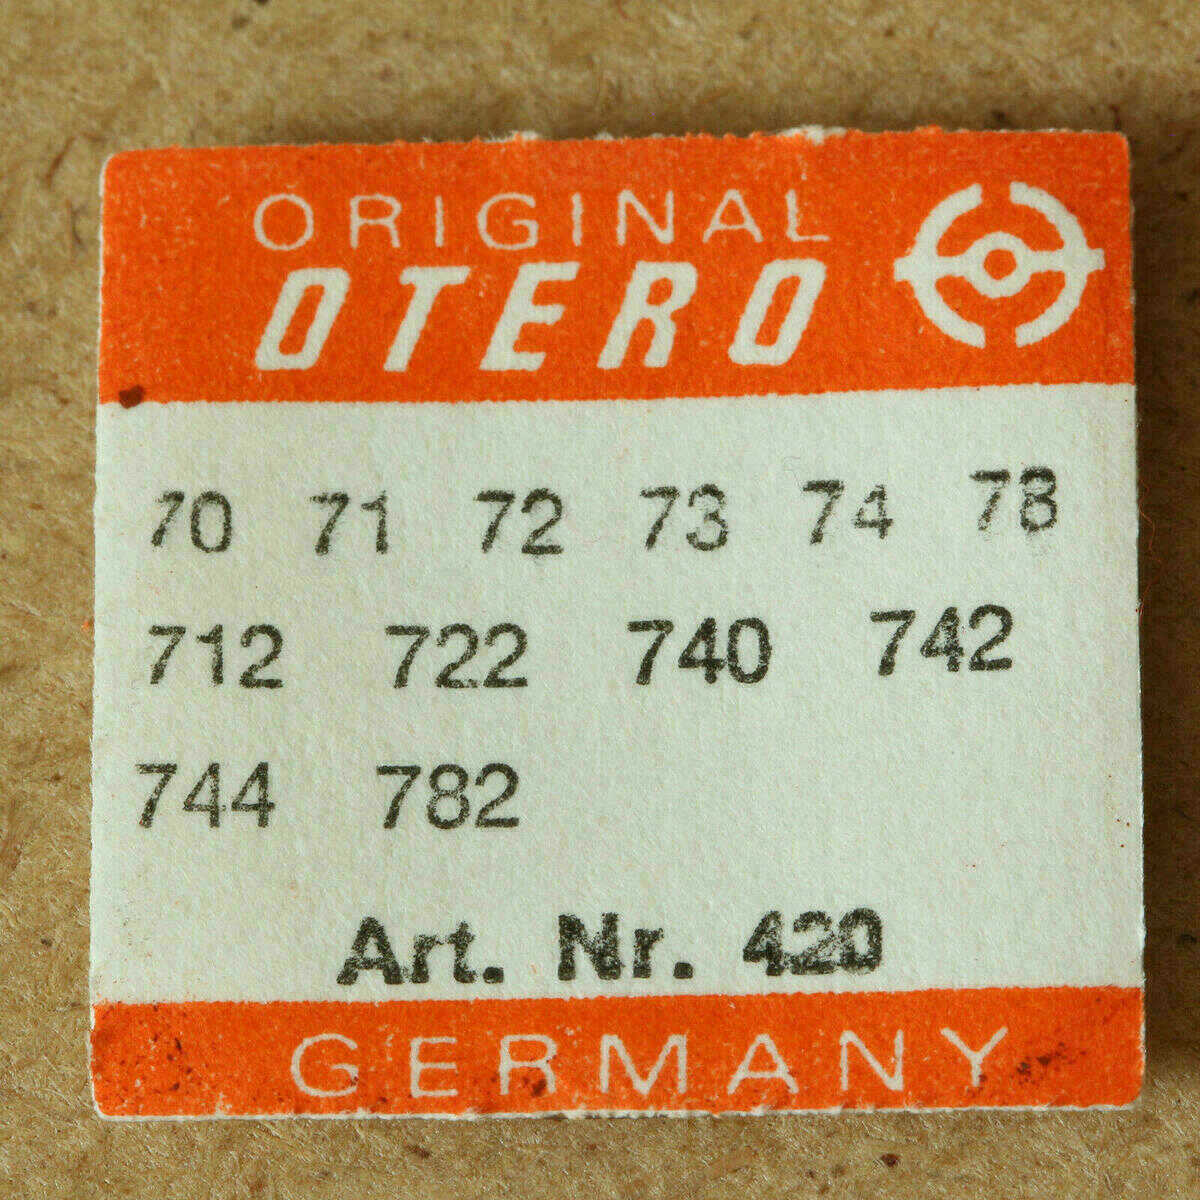 ORIGINAL
OTERO
70 71 72 73 74 78
712 722 740 742
744 782
Art. Nr. 420
GERMANY